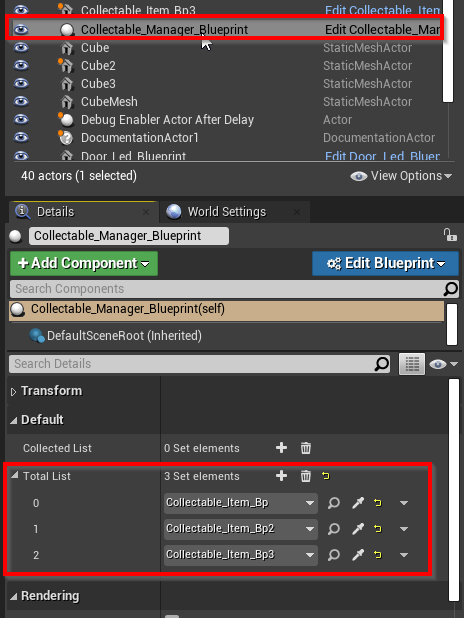 Collectable_Item_Bp3 Edit Collectable_Item
Collectable_Manager_Blueprint Edit Collectable_Mar
Cube StaticMeshActor
Cube2 StaticMeshActor
Cube3 StaticMeshActor
CubeMesh StaticMeshActor
Debug Enabler Actor After Delay Actor
DocumentationActor1 DocumentationActor
Door_Led_Blueprint Edit Door_Led_Bluepr
40 actors (1 selected) View Options
Details World Settings
Collectable_Manager_Blueprint
Add Component Edit Blueprint
Search Components
Collectable_Manager_Blueprint(self)
DefaultSceneRoot (Inherited)
Search Details
Transform
Default
Collected List 0 Set elements
Total List 3 Set elements
0 Collectable_Item_Bp
1 Collectable_Item_Bp2
2 Collectable_Item_Bp3
Rendering